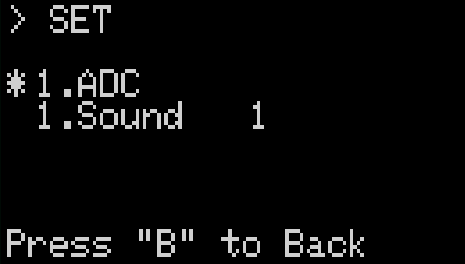 > SET
*1.ADC
1.Sound 1
Press "B" to Back